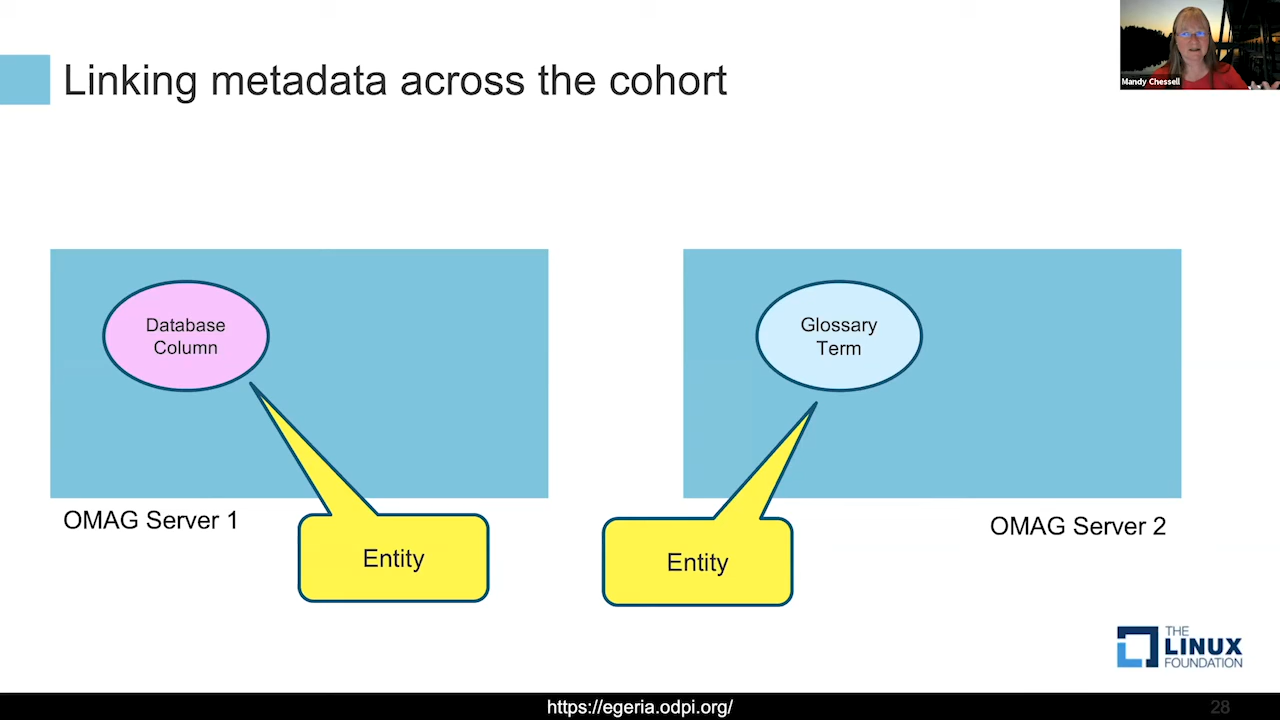 Linking metadata across the cohort
Mandy Chessell
Database
Column
Glossary
Term
OMAG Server 1
OMAG Server 2
Entity
Entity
THE
LINUX
FOUNDATION
https://egeria.odpi.org/
28